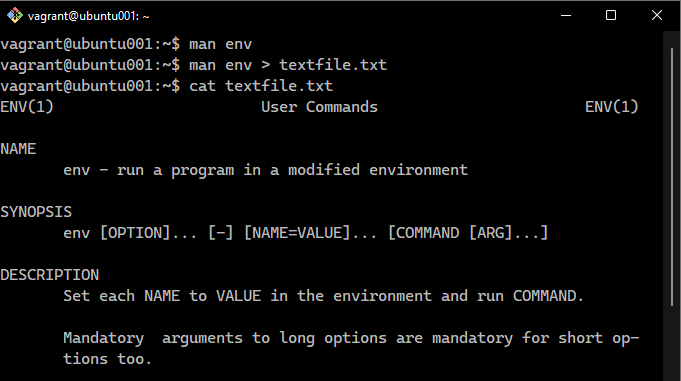 vagrant@ubuntu001: ~
vagrant@ubuntu001:~$ man env
vagrant@ubuntu001:~$ man env > textfile.txt
vagrant@ubuntu001:~$ cat textfile.txt
ENV(1)                       User Commands                       ENV(1)
NAME
       env - run a program in a modified environment
SYNOPSIS
       env [OPTION]... [-] [NAME=VALUE]... [COMMAND [ARG]...]
DESCRIPTION
       Set each NAME to VALUE in the environment and run COMMAND.
       Mandatory  arguments to long options are mandatory for short op-
       tions too.